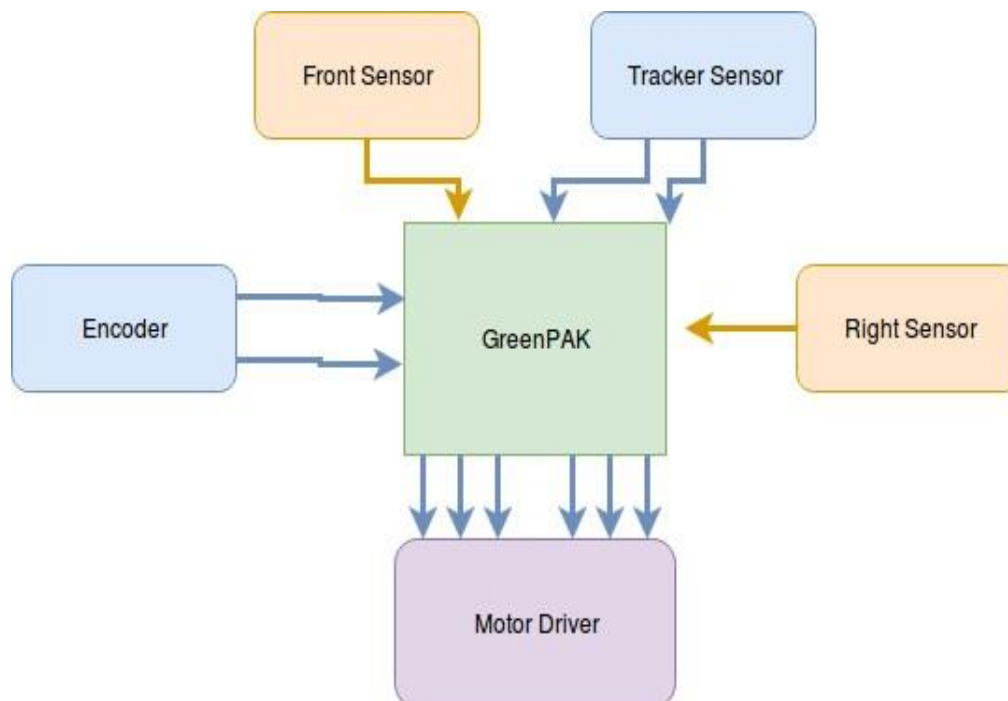 Front Sensor
Tracker Sensor
Encoder
GreenPAK
Right Sensor
Motor Driver